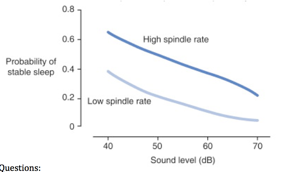 0.8
0.6
High spindle rate
Probability of
stable sleep
0.4
0.2
Low spindle rate
0
40 50 60 70
Sound level (dB)
Questions: